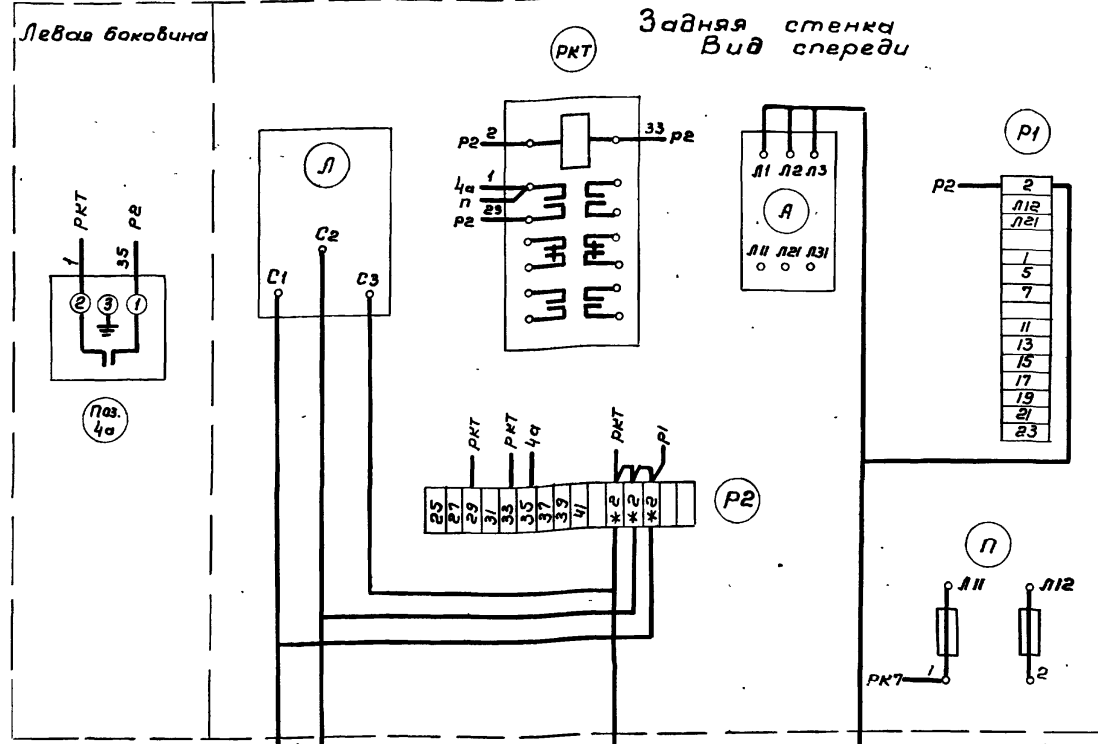 Левая боковина
Задняя стенка
Вид спереди
РКТ
Р2 2
33 Р2
4а 1
П
Р2 29
Л
С2
С1
С3
Л1 Л2 Л3
А
Л11 Л21 Л31
Р1
Р2
2
Л12
Л21
1
5
7
11
13
15
17
19
21
23
РКТ
Р2
1
35
2 3 1
Поз.
4а
РКТ
РКТ
4а
РКТ
Р1
25 27 29 31 33 35 37 39 41 *2 *2 *2
Р2
П
Л11
Л12
РК7 1
2